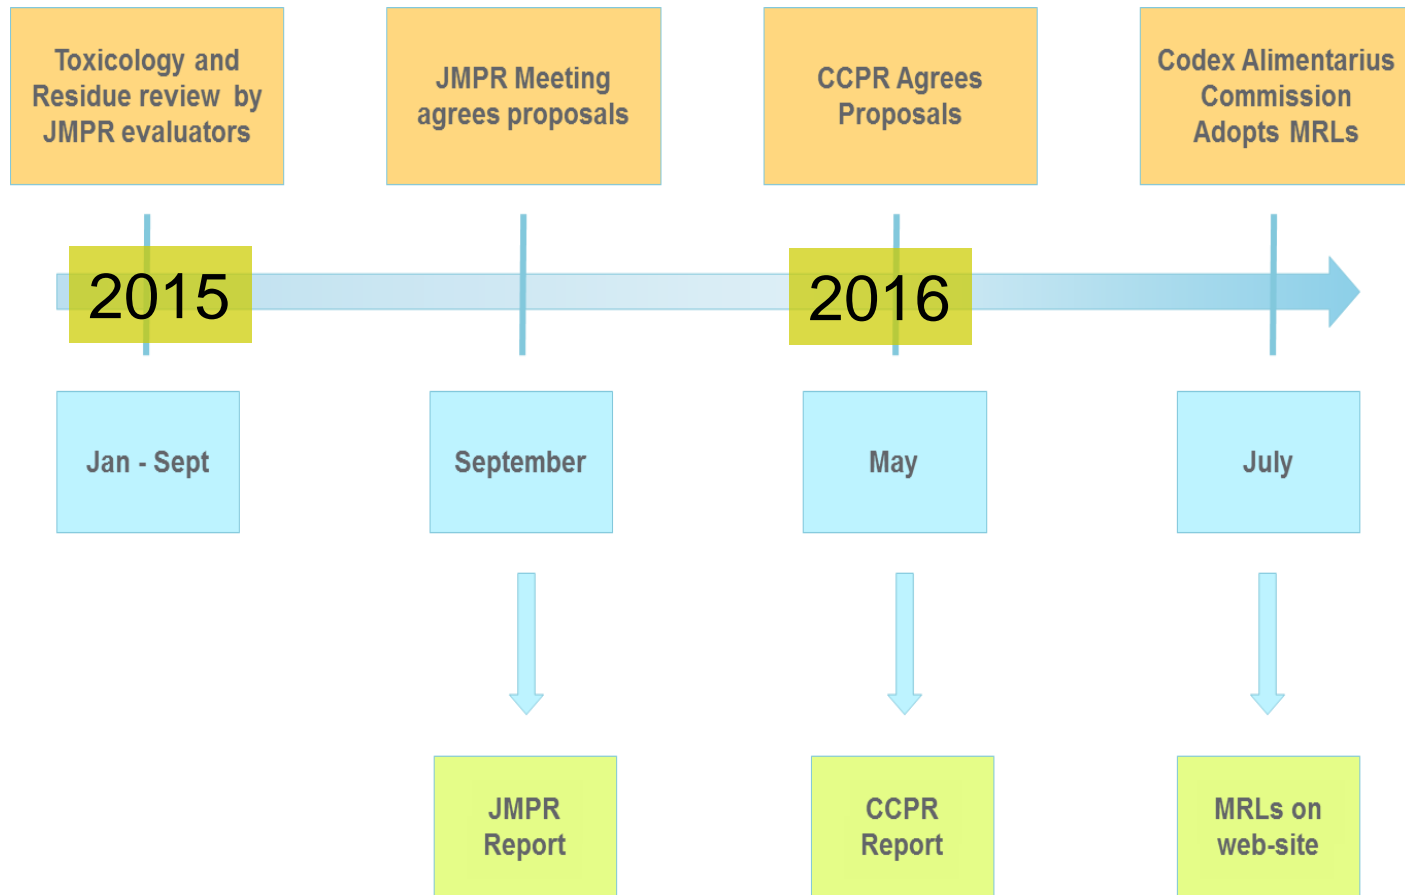 Toxicology and
Residue review by
JMPR evaluators
JMPR Meeting
agrees proposals
CCPR Agrees
Proposals
Codex Alimentarius
Commission
Adopts MRLs
2015
2016
Jan - Sept
September
May
July
JMPR
Report
CCPR
Report
MRLs on
web-site